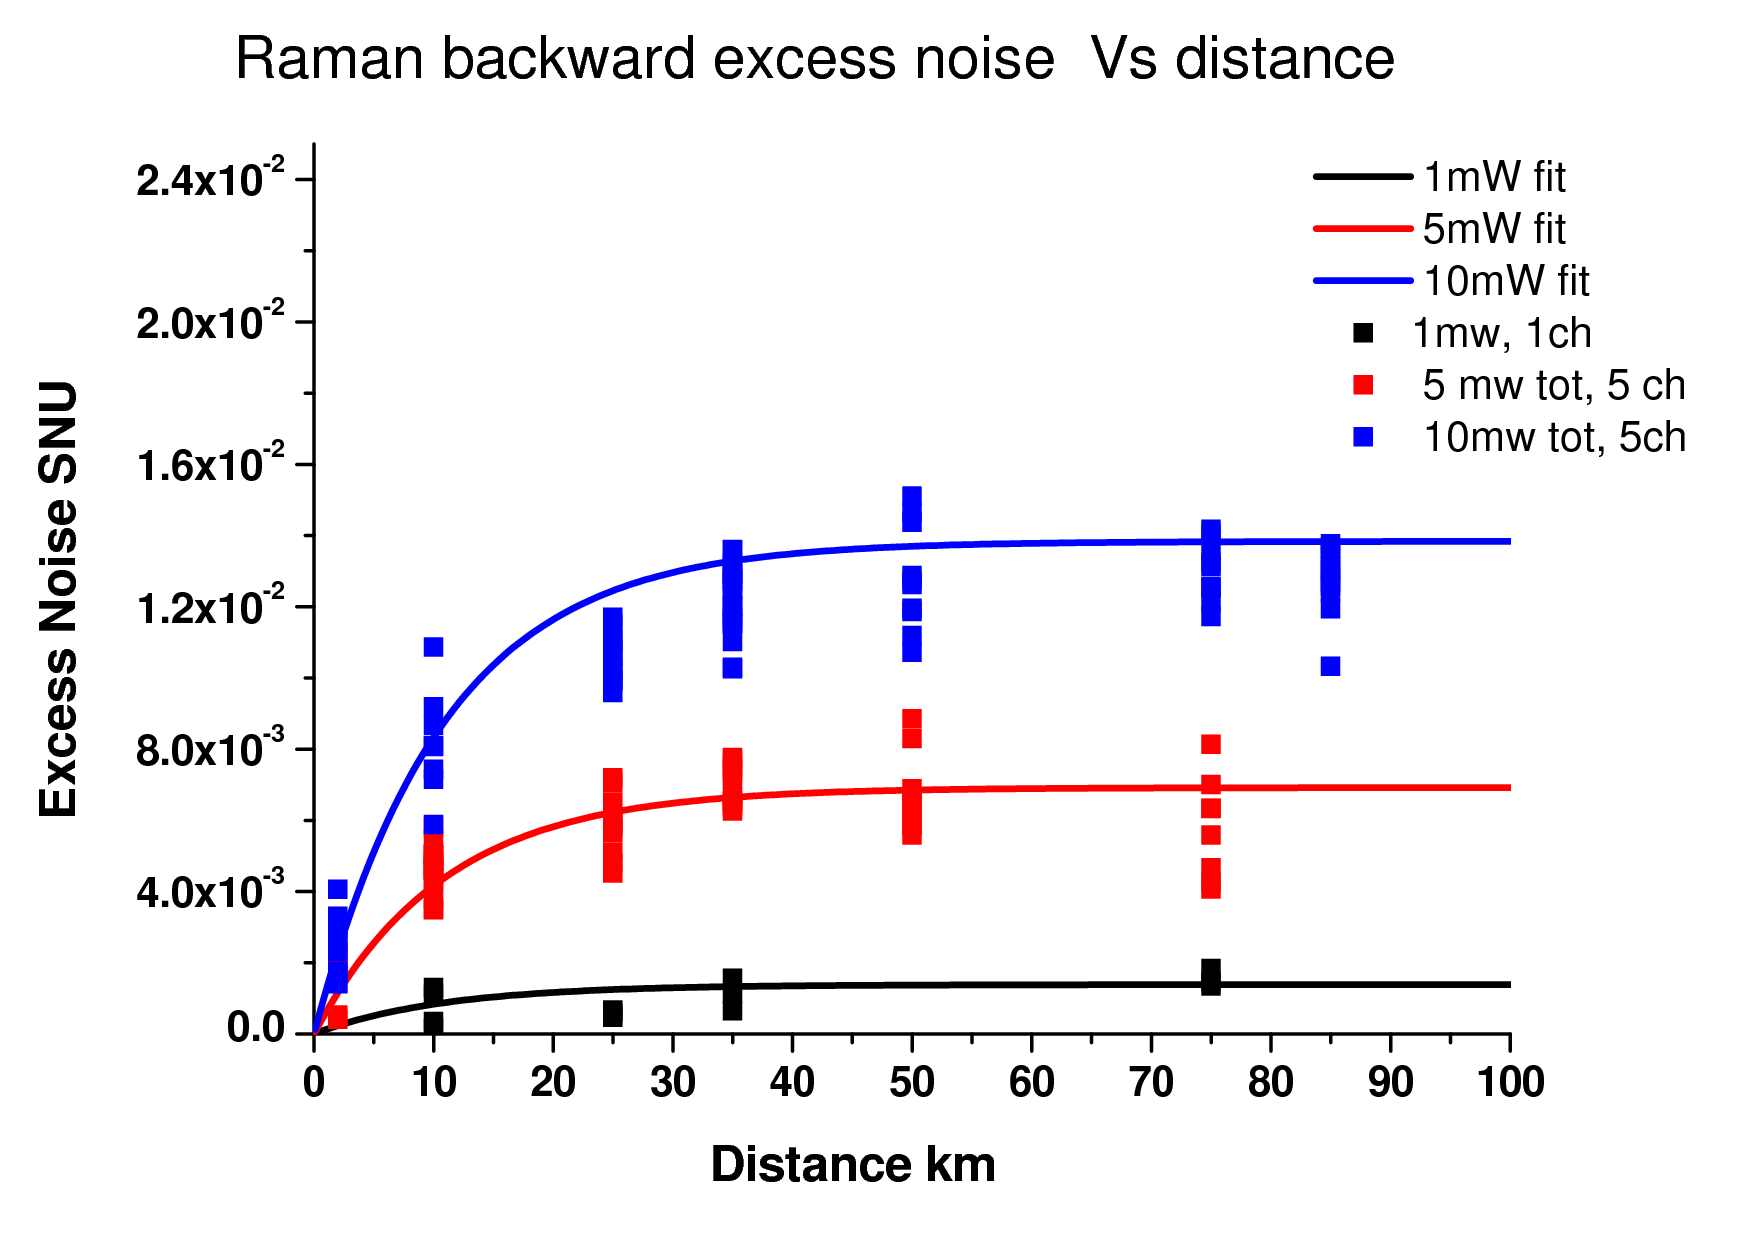 Raman backward excess noise  Vs distance
Excess Noise SNU
2.4x10⁻²
2.0x10⁻²
1.6x10⁻²
1.2x10⁻²
8.0x10⁻³
4.0x10⁻³
0.0
0 10 20 30 40 50 60 70 80 90 100
Distance km
1mW fit
5mW fit
10mW fit
1mw, 1ch
5 mw tot, 5 ch
10mw tot, 5ch